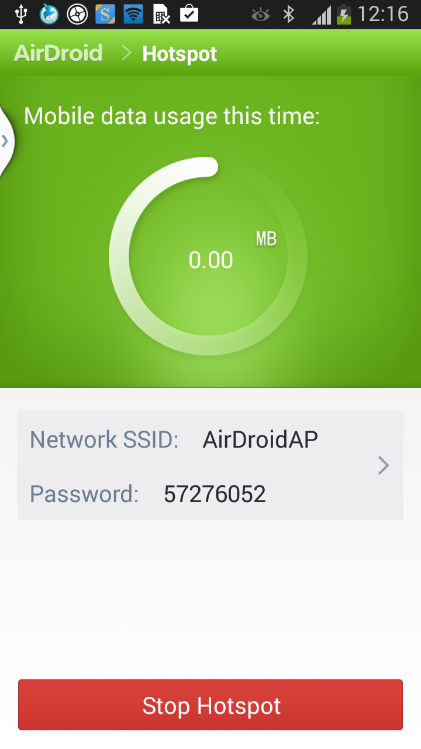 12:16
AirDroid > Hotspot
Mobile data usage this time:
MB
0.00
Network SSID: AirDroidAP
Password: 57276052
Stop Hotspot